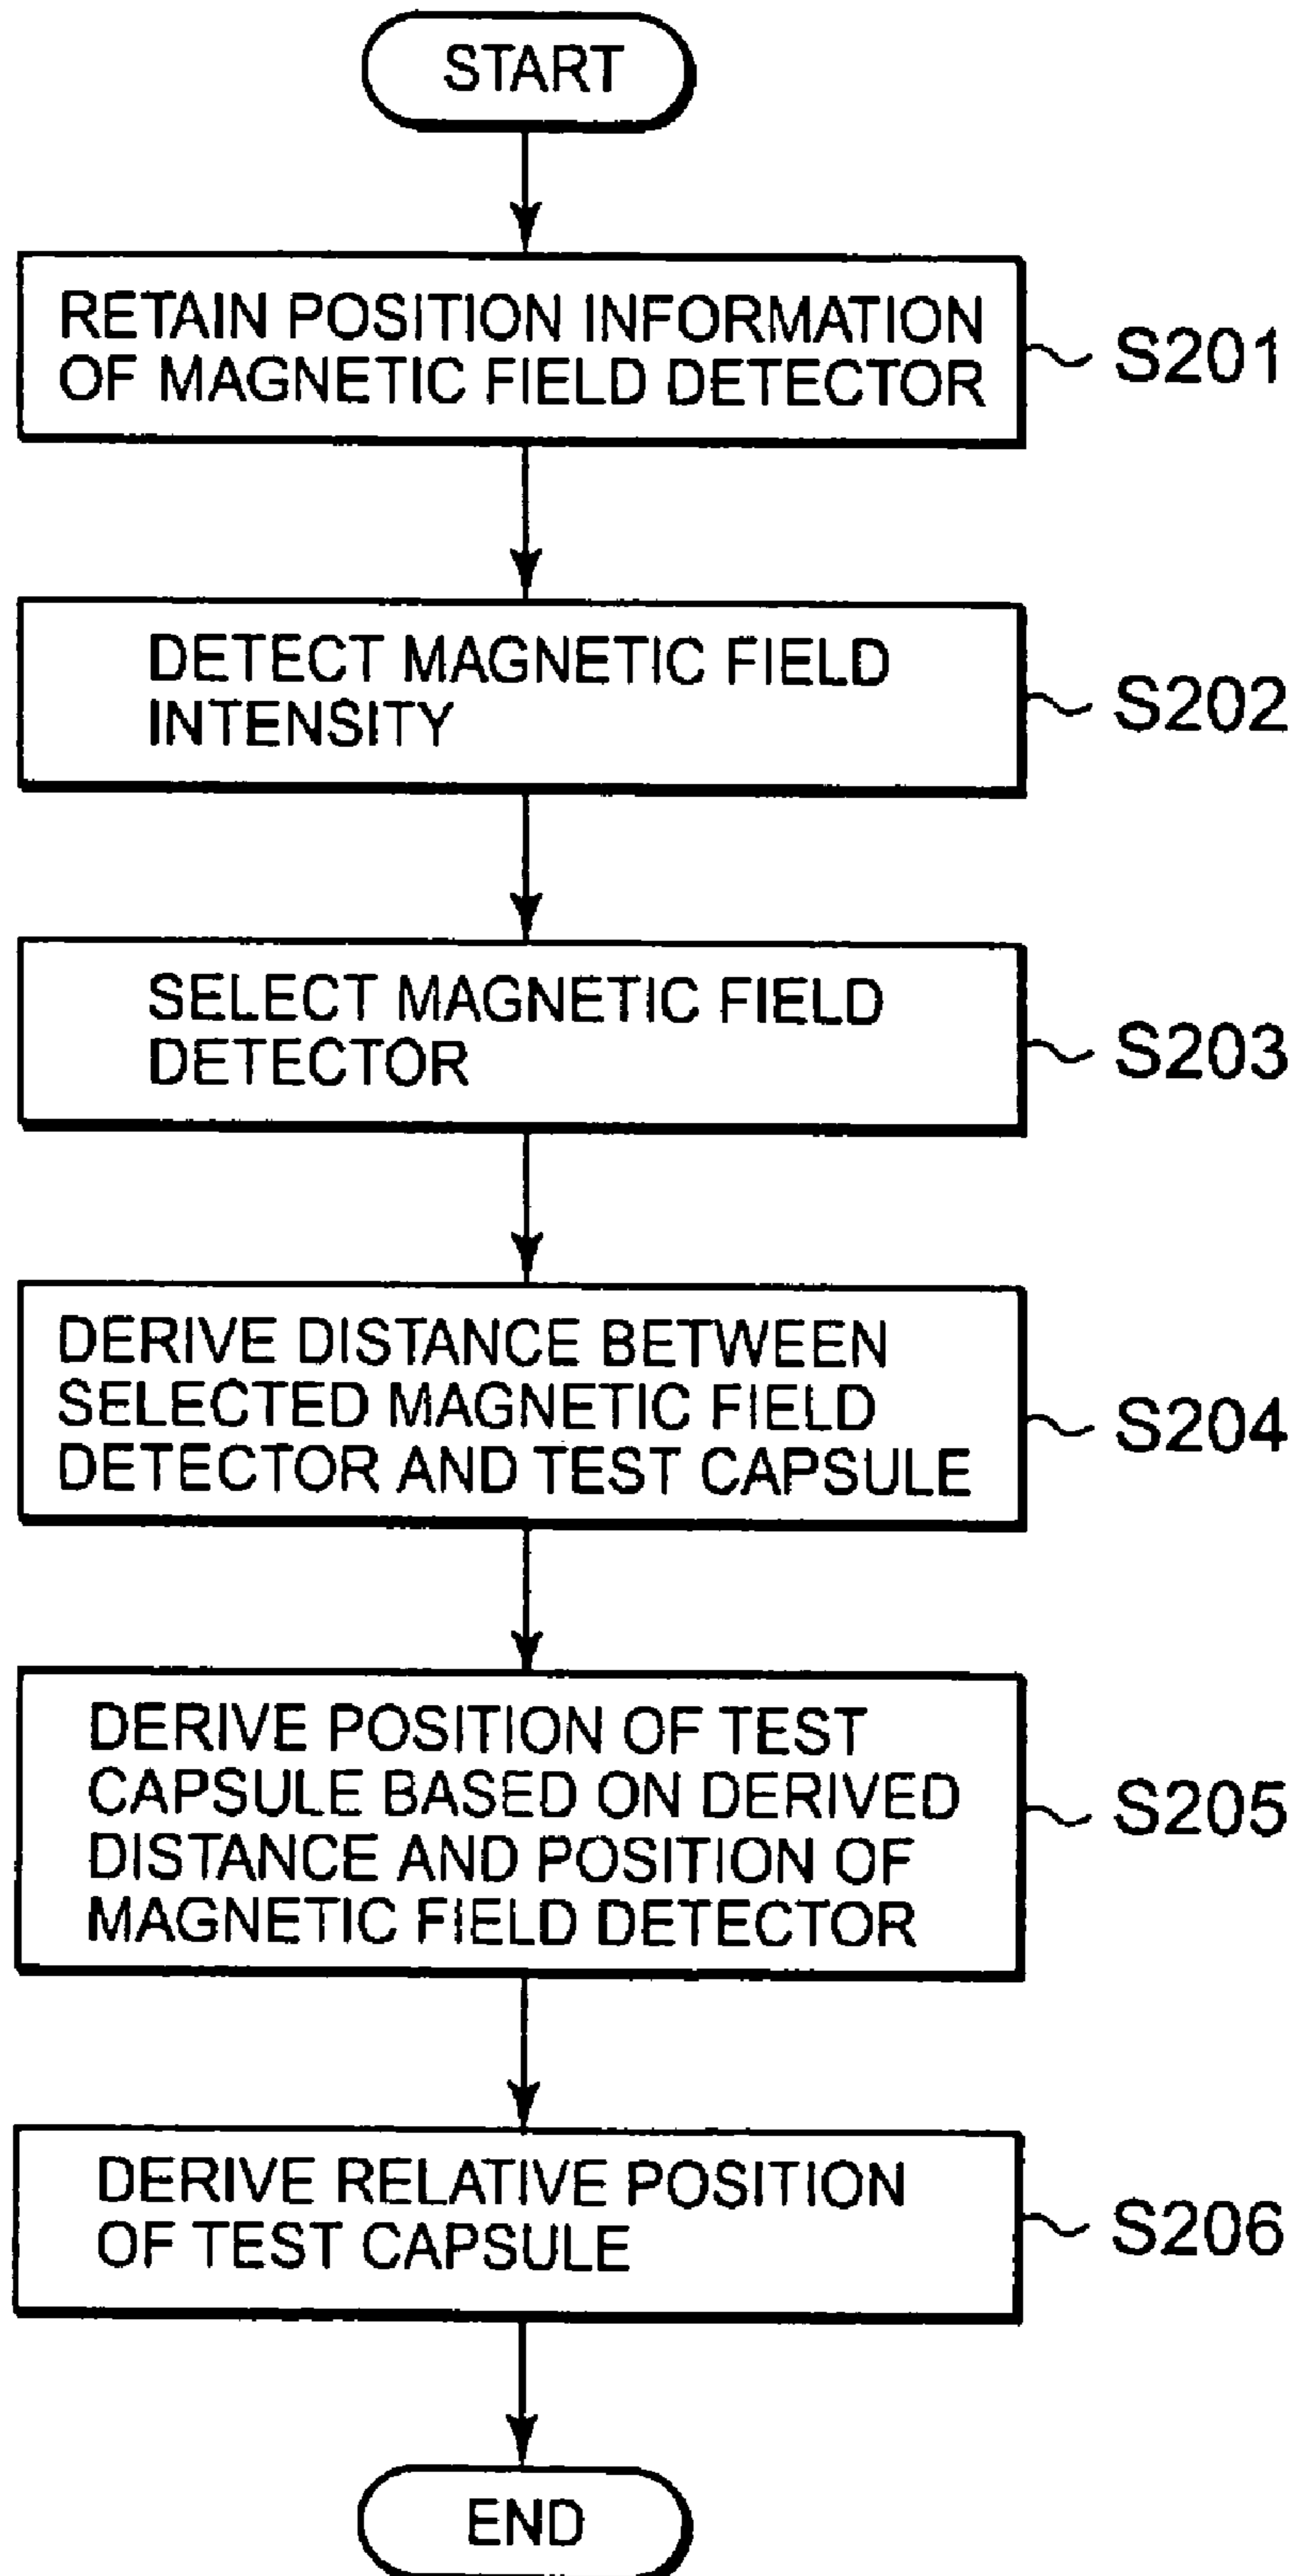 START
RETAIN POSITION INFORMATION
OF MAGNETIC FIELD DETECTOR
S201
DETECT MAGNETIC FIELD
INTENSITY
S202
SELECT MAGNETIC FIELD
DETECTOR
S203
DERIVE DISTANCE BETWEEN
SELECTED MAGNETIC FIELD
DETECTOR AND TEST CAPSULE
S204
DERIVE POSITION OF TEST
CAPSULE BASED ON DERIVED
DISTANCE AND POSITION OF
MAGNETIC FIELD DETECTOR
S205
DERIVE RELATIVE POSITION
OF TEST CAPSULE
S206
END